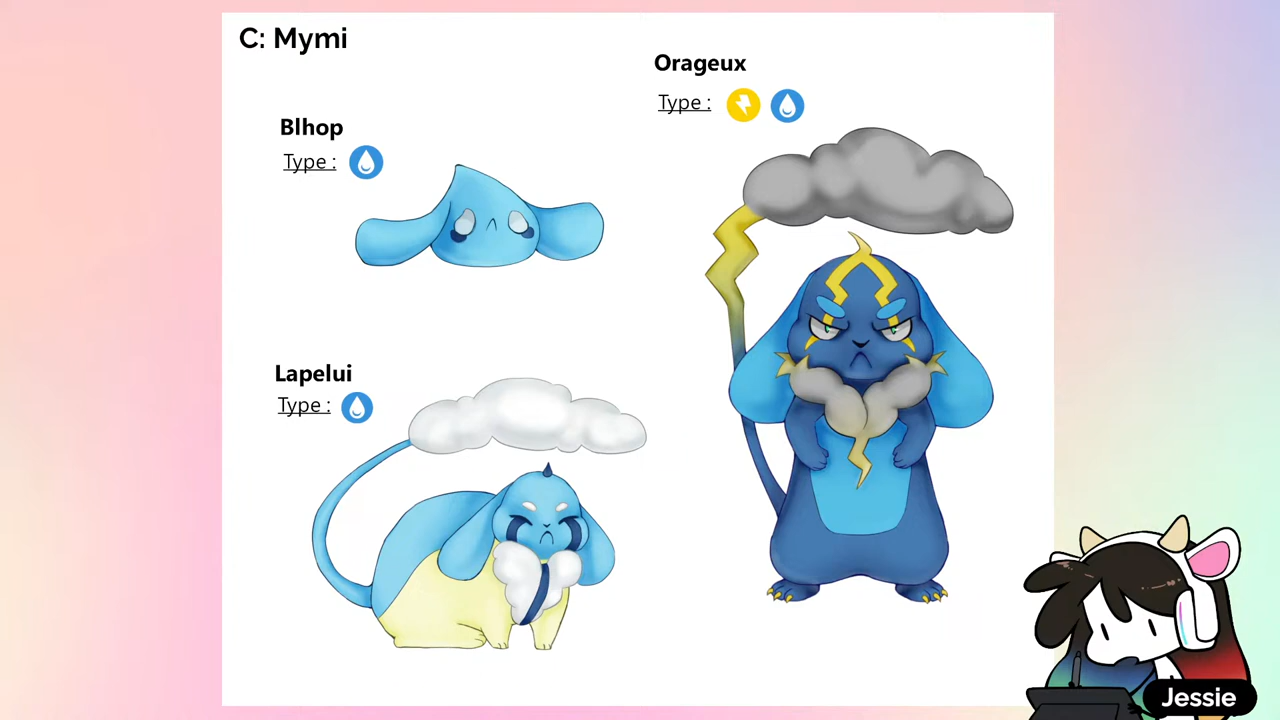 C: Mymi
Blhop
Type :
Lapelui
Type :
Orageux
Type :
Jessie